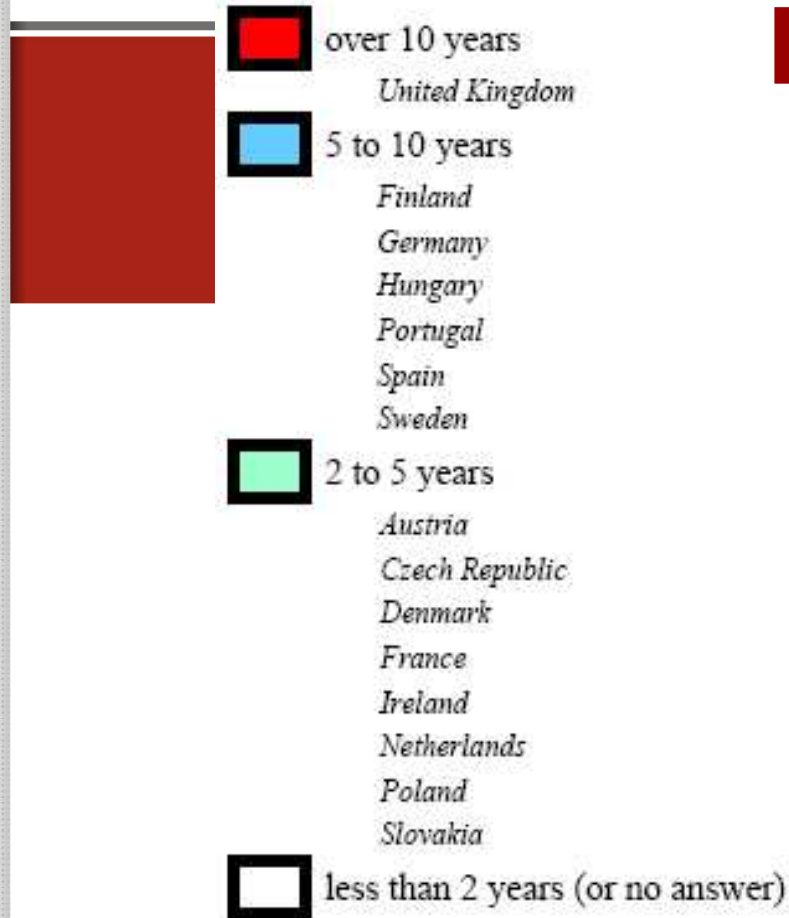 over 10 years
United Kingdom
5 to 10 years
Finland
Germany
Hungary
Portugal
Spain
Sweden
2 to 5 years
Austria
Czech Republic
Denmark
France
Ireland
Netherlands
Poland
Slovakia
less than 2 years (or no answer)